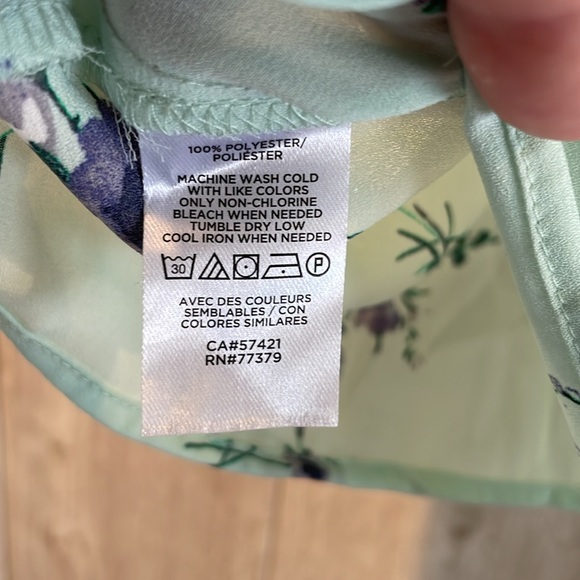 100% POLYESTER/
POLIÉSTER
MACHINE WASH COLD
WITH LIKE COLORS
ONLY NON-CHLORINE
BLEACH WHEN NEEDED
TUMBLE DRY LOW
COOL IRON WHEN NEEDED
30 P
AVEC DES COULEURS
SEMBLABLES / CON
COLORES SIMILARES
CA#57421
RN#77379